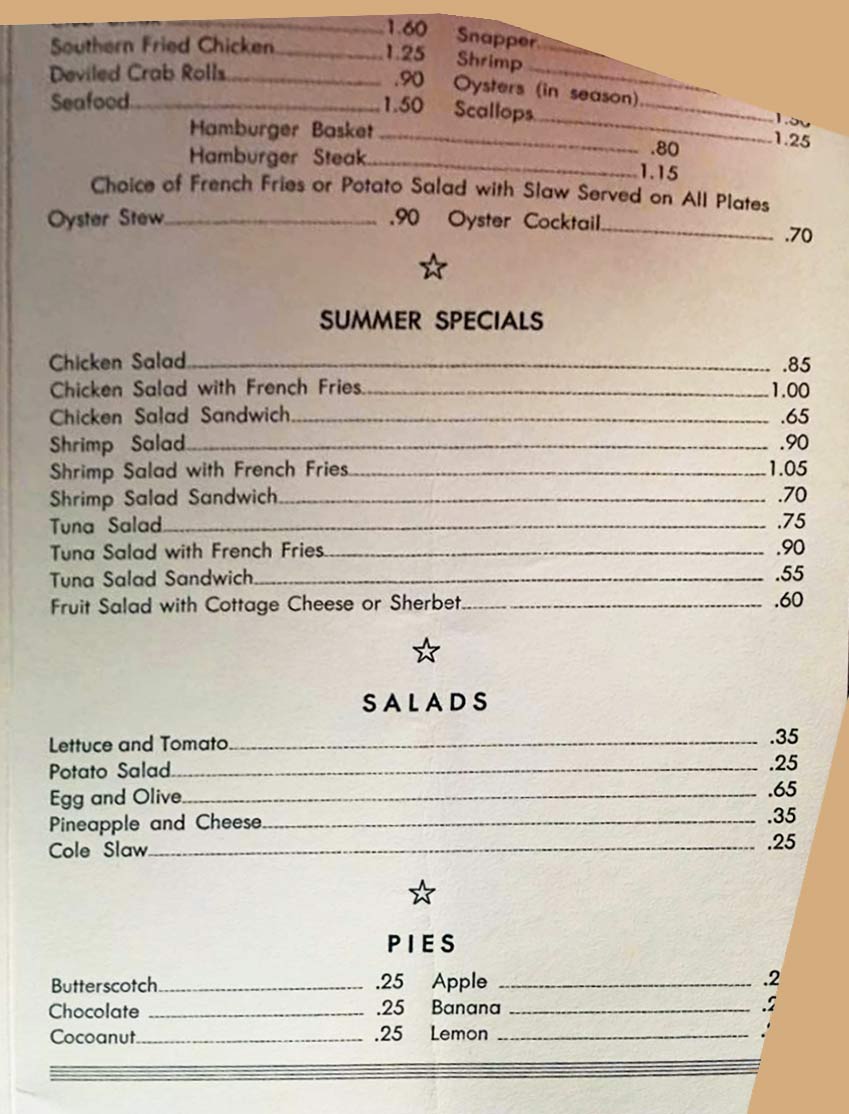 1.60 Snapper
Southern Fried Chicken 1.25 Shrimp
Deviled Crab Rolls .90 Oysters (in season)
Seafood 1.50 Scallops 1.25
Hamburger Basket .80
Hamburger Steak 1.15
Choice of French Fries or Potato Salad with Slaw Served on All Plates
Oyster Stew .90 Oyster Cocktail .70
SUMMER SPECIALS
Chicken Salad .85
Chicken Salad with French Fries 1.00
Chicken Salad Sandwich .65
Shrimp Salad .90
Shrimp Salad with French Fries 1.05
Shrimp Salad Sandwich .70
Tuna Salad .75
Tuna Salad with French Fries .90
Tuna Salad Sandwich .55
Fruit Salad with Cottage Cheese or Sherbet .60
SALADS
Lettuce and Tomato .35
Potato Salad .25
Egg and Olive .65
Pineapple and Cheese .35
Cole Slaw .25
PIES
Butterscotch .25 Apple
Chocolate .25 Banana
Cocoanut .25 Lemon